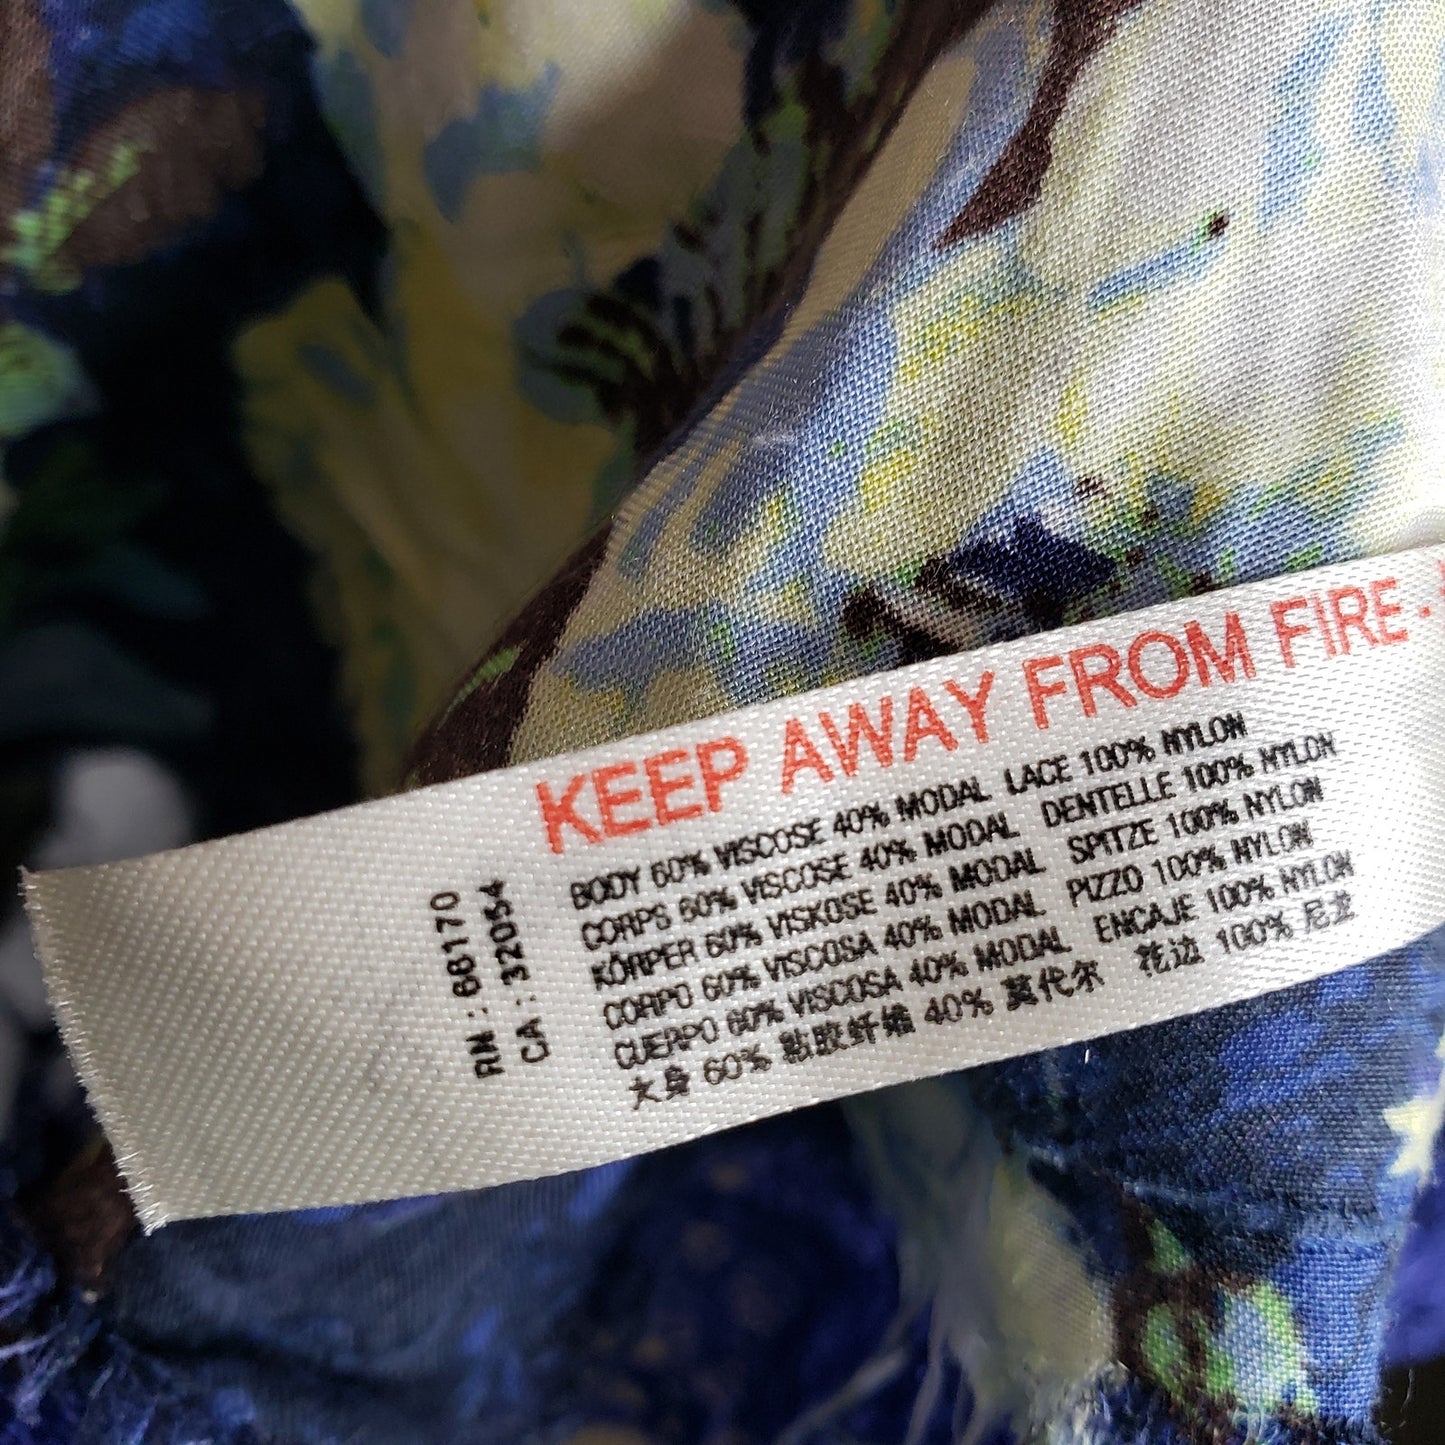 KEEP AWAY FROM FIRE.
BODY 60% VISCOSE 40% MODAL LACE 100% NYLON
CORPS 60% VISCOSE 40% MODAL DENTELLE 100% NYLON
KÖRPER 60% VISKOSE 40% MODAL SPITZE 100% NYLON
CORPO 60% VISCOSA 40% MODAL PIZZO 100% NYLON
CUERPO 60% VISCOSA 40% MODAL ENCAJE 100% NYLON
大身 60% 黏胶纤维 40% 莫代尔 花边 100% 尼龙
RN : 66170
CA : 32054